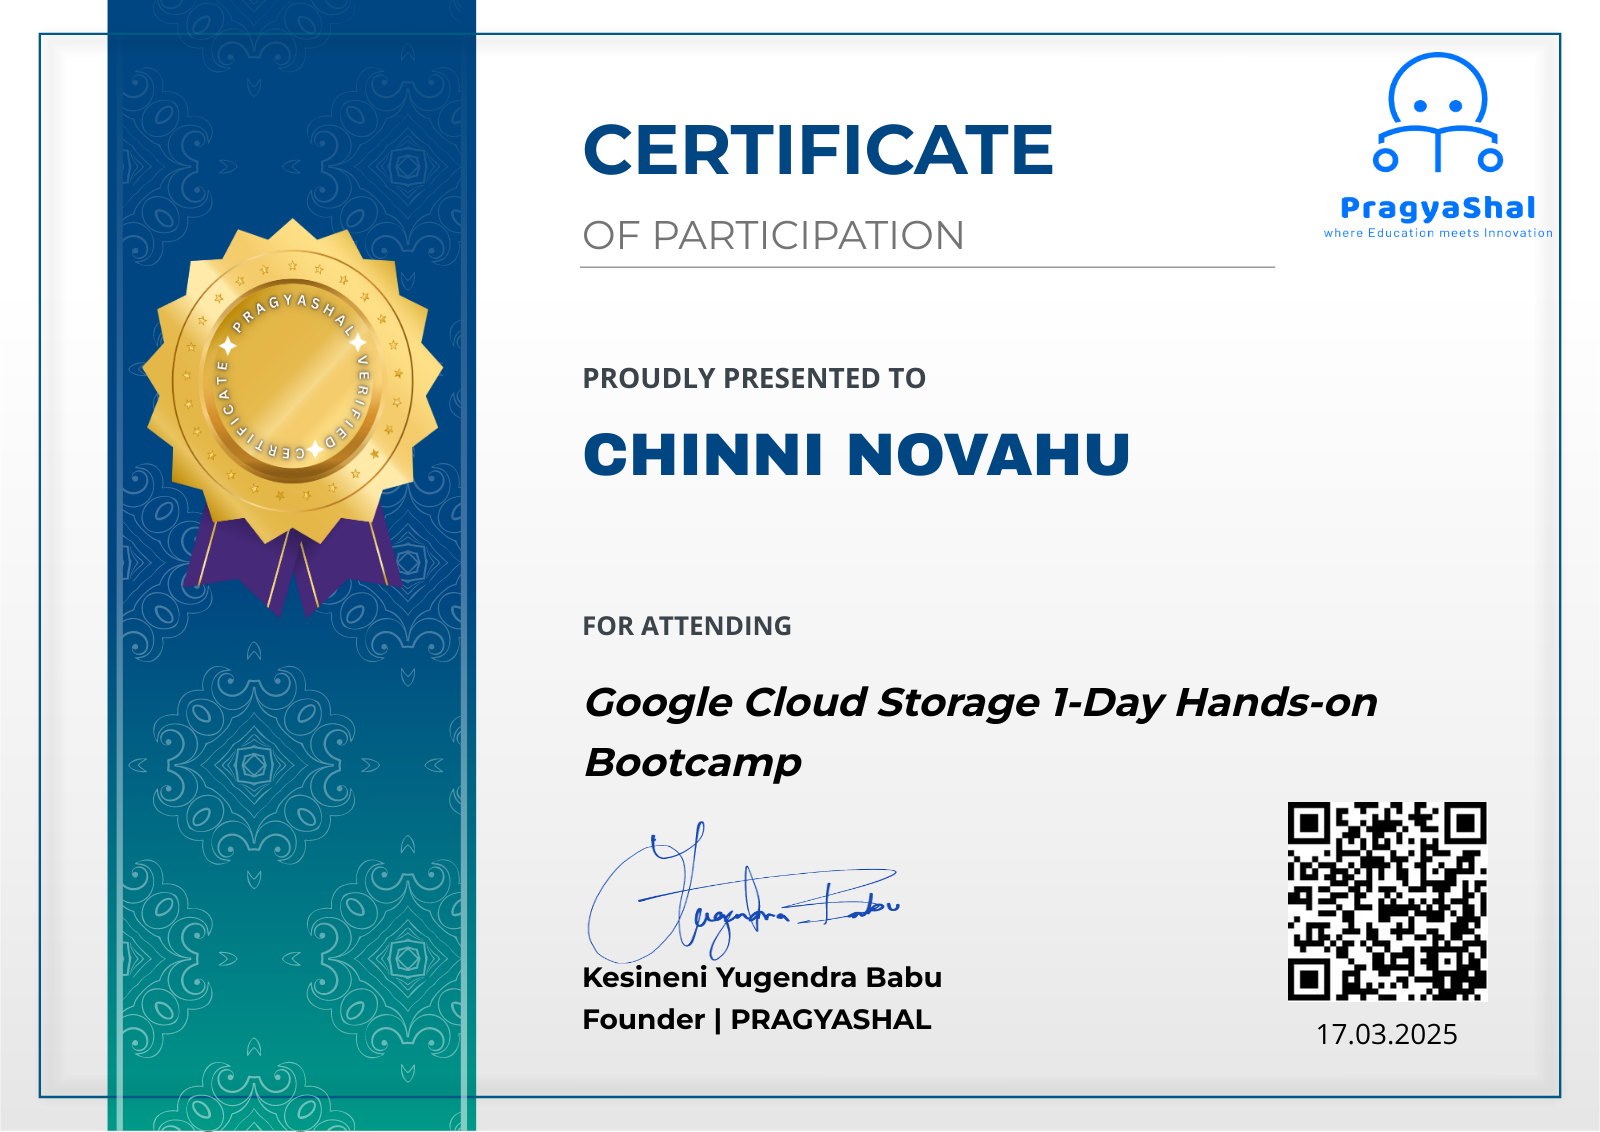 CERTIFICATE
OF PARTICIPATION
PragyaShal
where Education meets Innovation
PRAGYASHAL VERIFIED CERTIFICATE
PROUDLY PRESENTED TO
CHINNI NOVAHU
FOR ATTENDING
Google Cloud Storage 1-Day Hands-on
Bootcamp
Yugendra Babu
Kesineni Yugendra Babu
Founder | PRAGYASHAL
17.03.2025